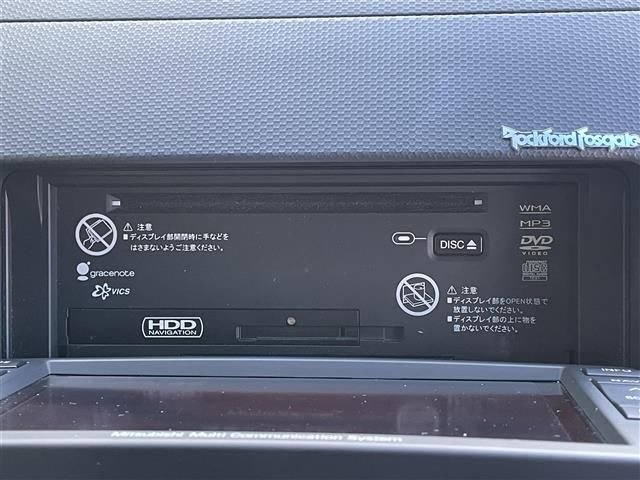 Rockford Fosgate
⚠ 注意
■ディスプレイ部開閉時に手などを
はさまないようご注意ください。
gracenote
VICS
HDD
NAVIGATION
DISC
WMA
MP3
DVD
VIDEO
COMPACT
disc
DIGITAL AUDIO
TEXT
⚠ 注意
■ディスプレイ部をOPEN状態で
放置しないでください。
■ディスプレイ部の上に物を
置かないでください。
INFO
Mitsubishi Multi Communication System